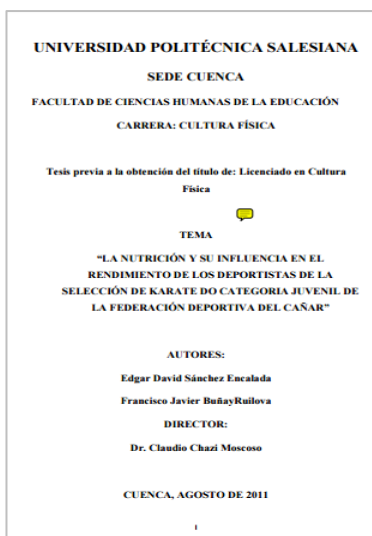 UNIVERSIDAD POLITÉCNICA SALESIANA
SEDE CUENCA
FACULTAD DE CIENCIAS HUMANAS DE LA EDUCACIÓN
CARRERA: CULTURA FÍSICA
Tesis previa a la obtención del título de: Licenciado en Cultura
Física
TEMA
“LA NUTRICIÓN Y SU INFLUENCIA EN EL
RENDIMIENTO DE LOS DEPORTISTAS DE LA
SELECCIÓN DE KARATE DO CATEGORIA JUVENIL DE
LA FEDERACIÓN DEPORTIVA DEL CAÑAR”
AUTORES:
Edgar David Sánchez Encalada
Francisco Javier BuñayRuilova
DIRECTOR:
Dr. Claudio Chazi Moscoso
CUENCA, AGOSTO DE 2011
1